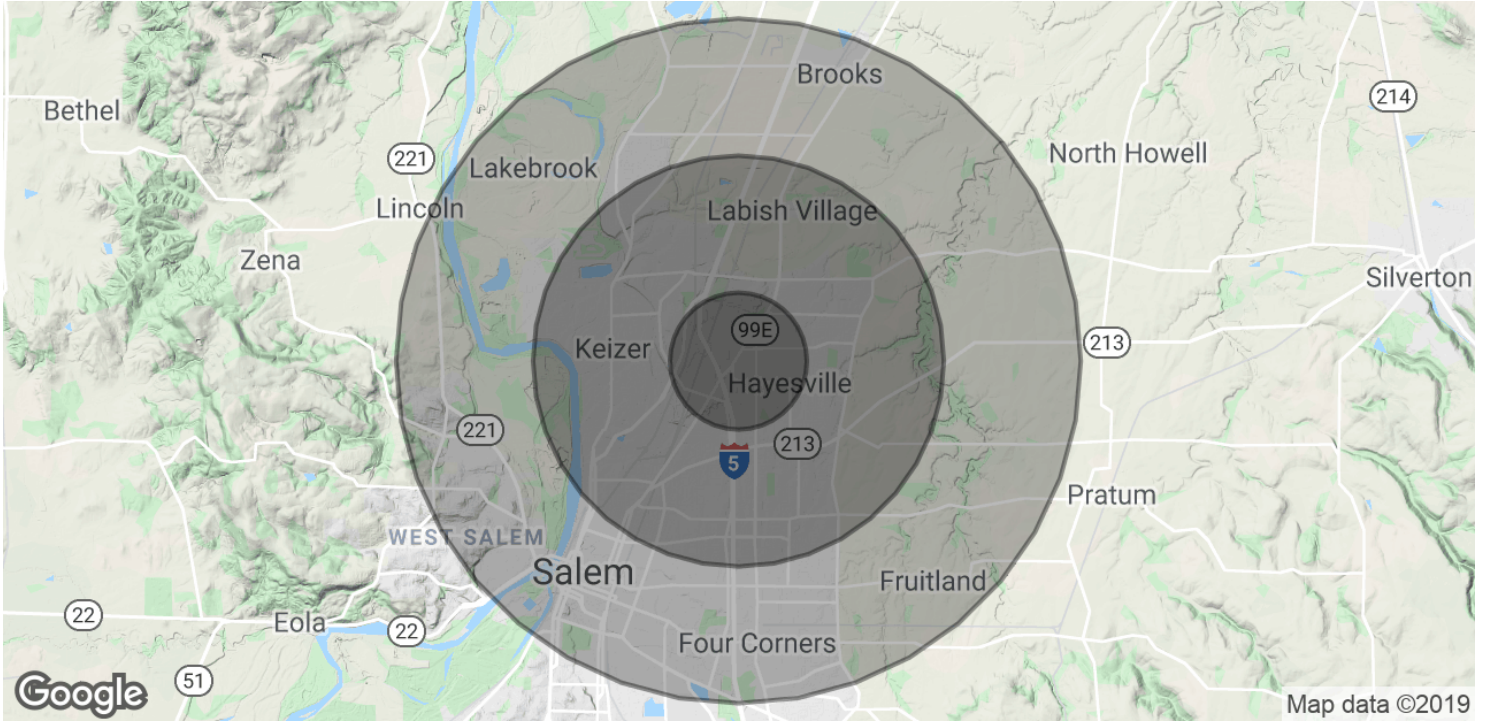 Brooks
Bethel
214
221
North Howell
Lakebrook
Lincoln
Labish Village
Zena
Silverton
99E
213
Keizer
Hayesville
221
213
5
Pratum
WEST SALEM
Salem
Fruitland
22
Eola
22
Four Corners
51
Google
Map data ©2019